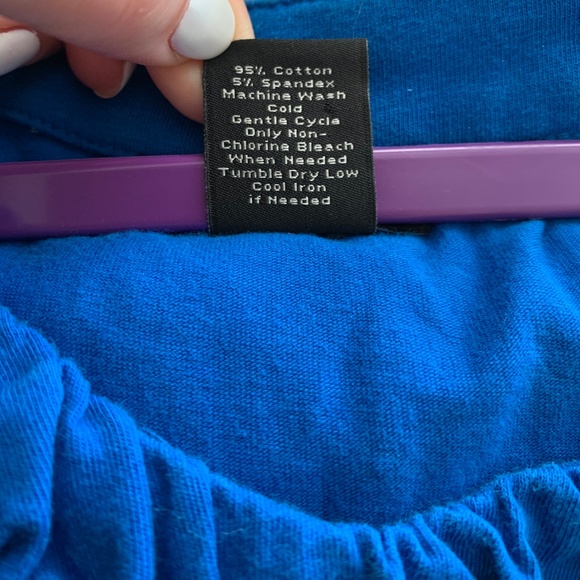 95% Cotton
5% Spandex
Machine Wash
Cold
Gentle Cycle
Only Non-
Chlorine Bleach
When Needed
Tumble Dry Low
Cool Iron
if Needed